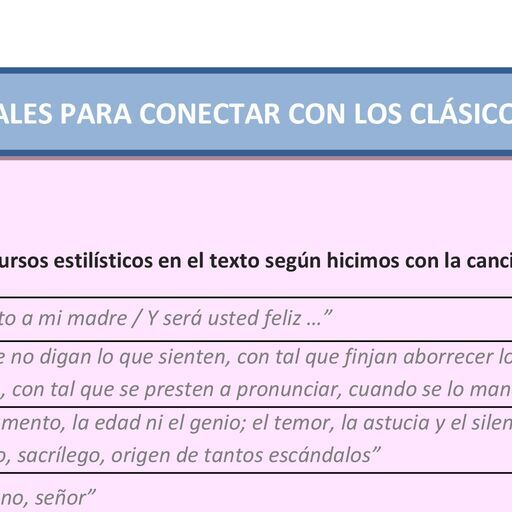 ALES PARA CONECTAR CON LOS CLÁSICO
ursos estilísticos en el texto según hicimos con la canci
to a mi madre / Y será usted feliz …”
e no digan lo que sienten, con tal que finjan aborrecer lo
, con tal que se presten a pronunciar, cuando se lo man
mento, la edad ni el genio; el temor, la astucia y el silen
o, sacrílego, origen de tantos escándalos”
no, señor”